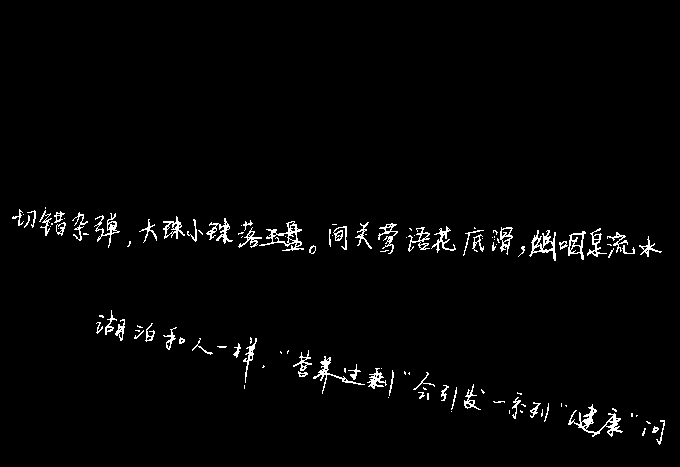 切错杂弹，大珠小珠落玉盘。间关莺语花底滑，幽咽泉流水
湖泊和人一样，“营养过剩”会引发一系列“健康”问